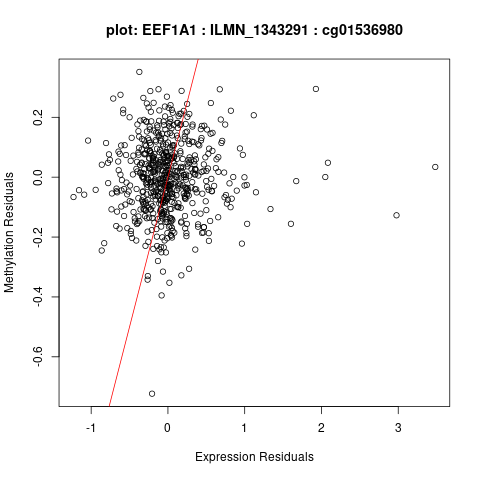 plot: EEF1A1 : ILMN_1343291 : cg01536980
Methylation Residuals
0.2
0.0
-0.2
-0.4
-0.6
-1 0 1 2 3
Expression Residuals